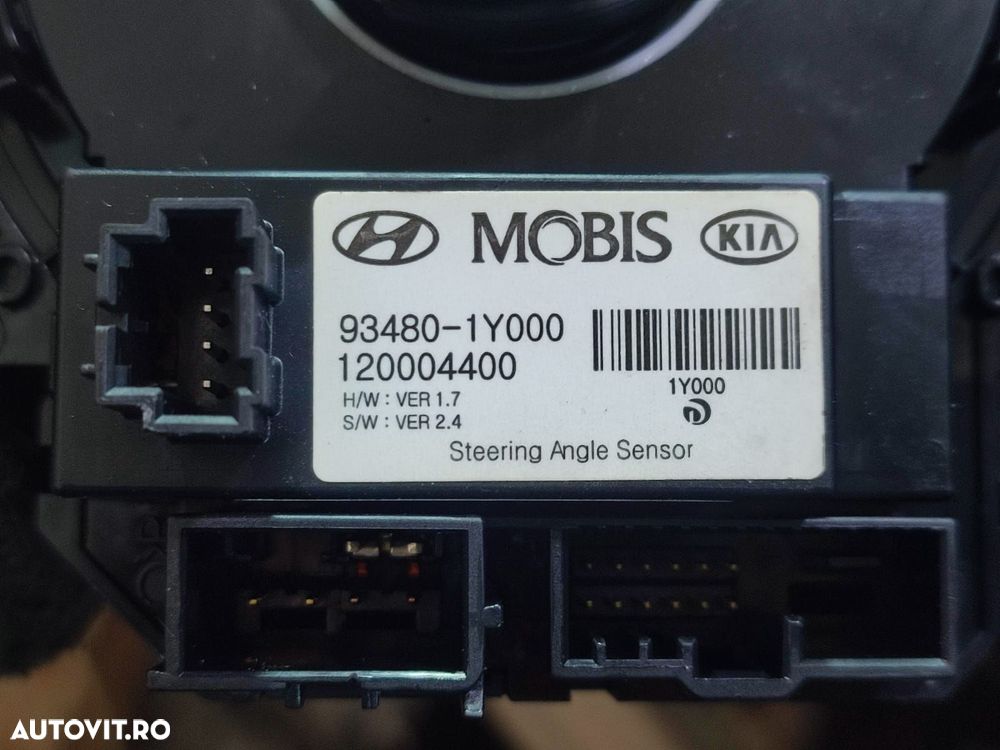 MOBIS KIA
93480-1Y000
120004400
H/W : VER 1.7
S/W : VER 2.4
1Y000
Steering Angle Sensor
AUTOVIT.RO